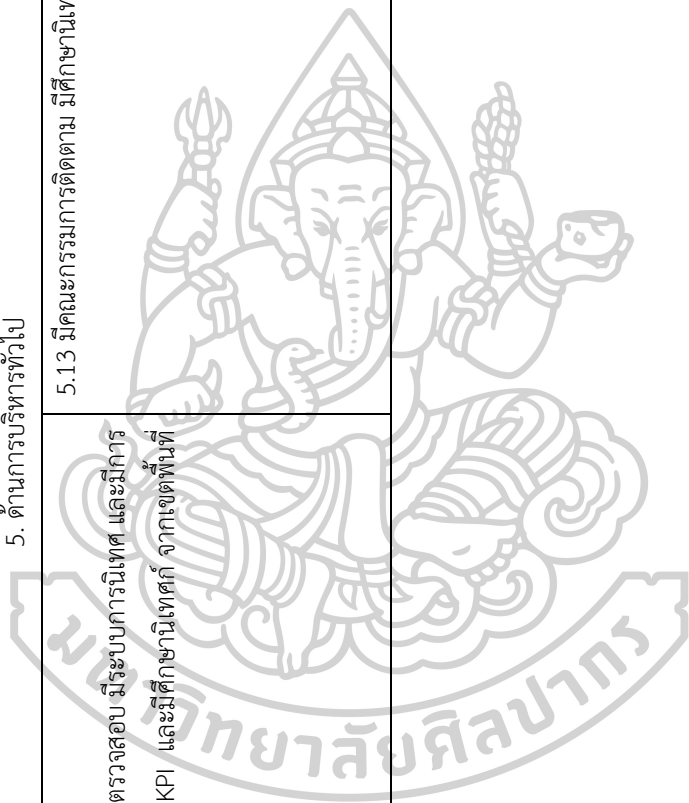 5. ด้านการบริหารทั่วไป
5.13 มีคณะกรรมการติดตาม มีศึกษานิเท
ตรวจสอบ มีระบบการนิเทศ และมีการ
KPI และมีศึกษานิเทศก์ จากเขตพื้นที่
มหาวิทยาลัยศิลปากร